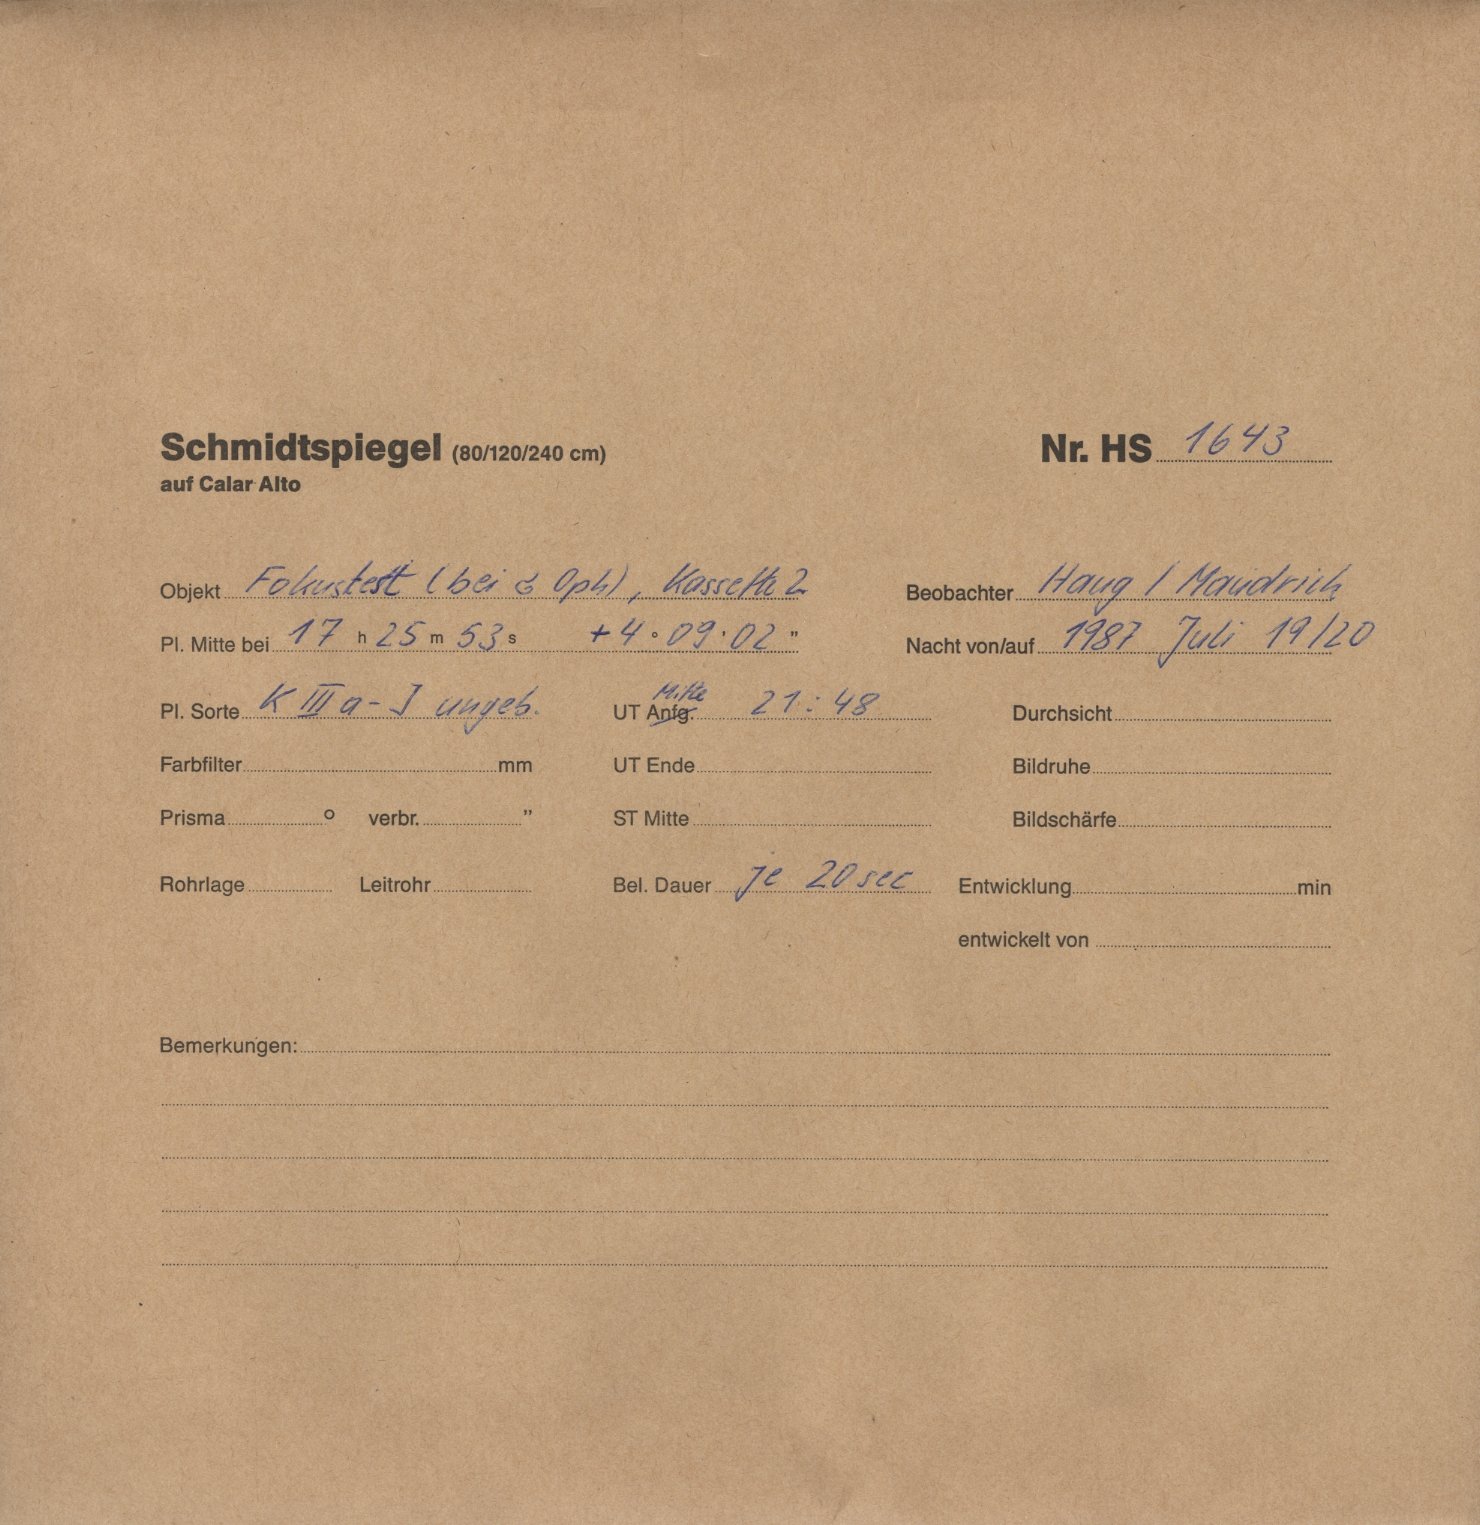 Schmidtspiegel (80/120/240 cm) Nr. HS 1643
auf Calar Alto
Objekt Fokustest (bei σ Oph), Kassette 2 Beobachter Haug / Maudrich
Pl. Mitte bei 17 h 25 m 53 s +4° 09' 02" Nacht von/auf 1987 Juli 19/20
Mitte
Pl. Sorte K IIIa-J ungeb. UT Anfg. 21:48 Durchsicht
Farbfilter mm UT Ende Bildruhe
Prisma ° verbr. " ST Mitte Bildschärfe
Rohrlage Leitrohr Bel. Dauer je 20 sec Entwicklung min
entwickelt von
Bemerkungen: